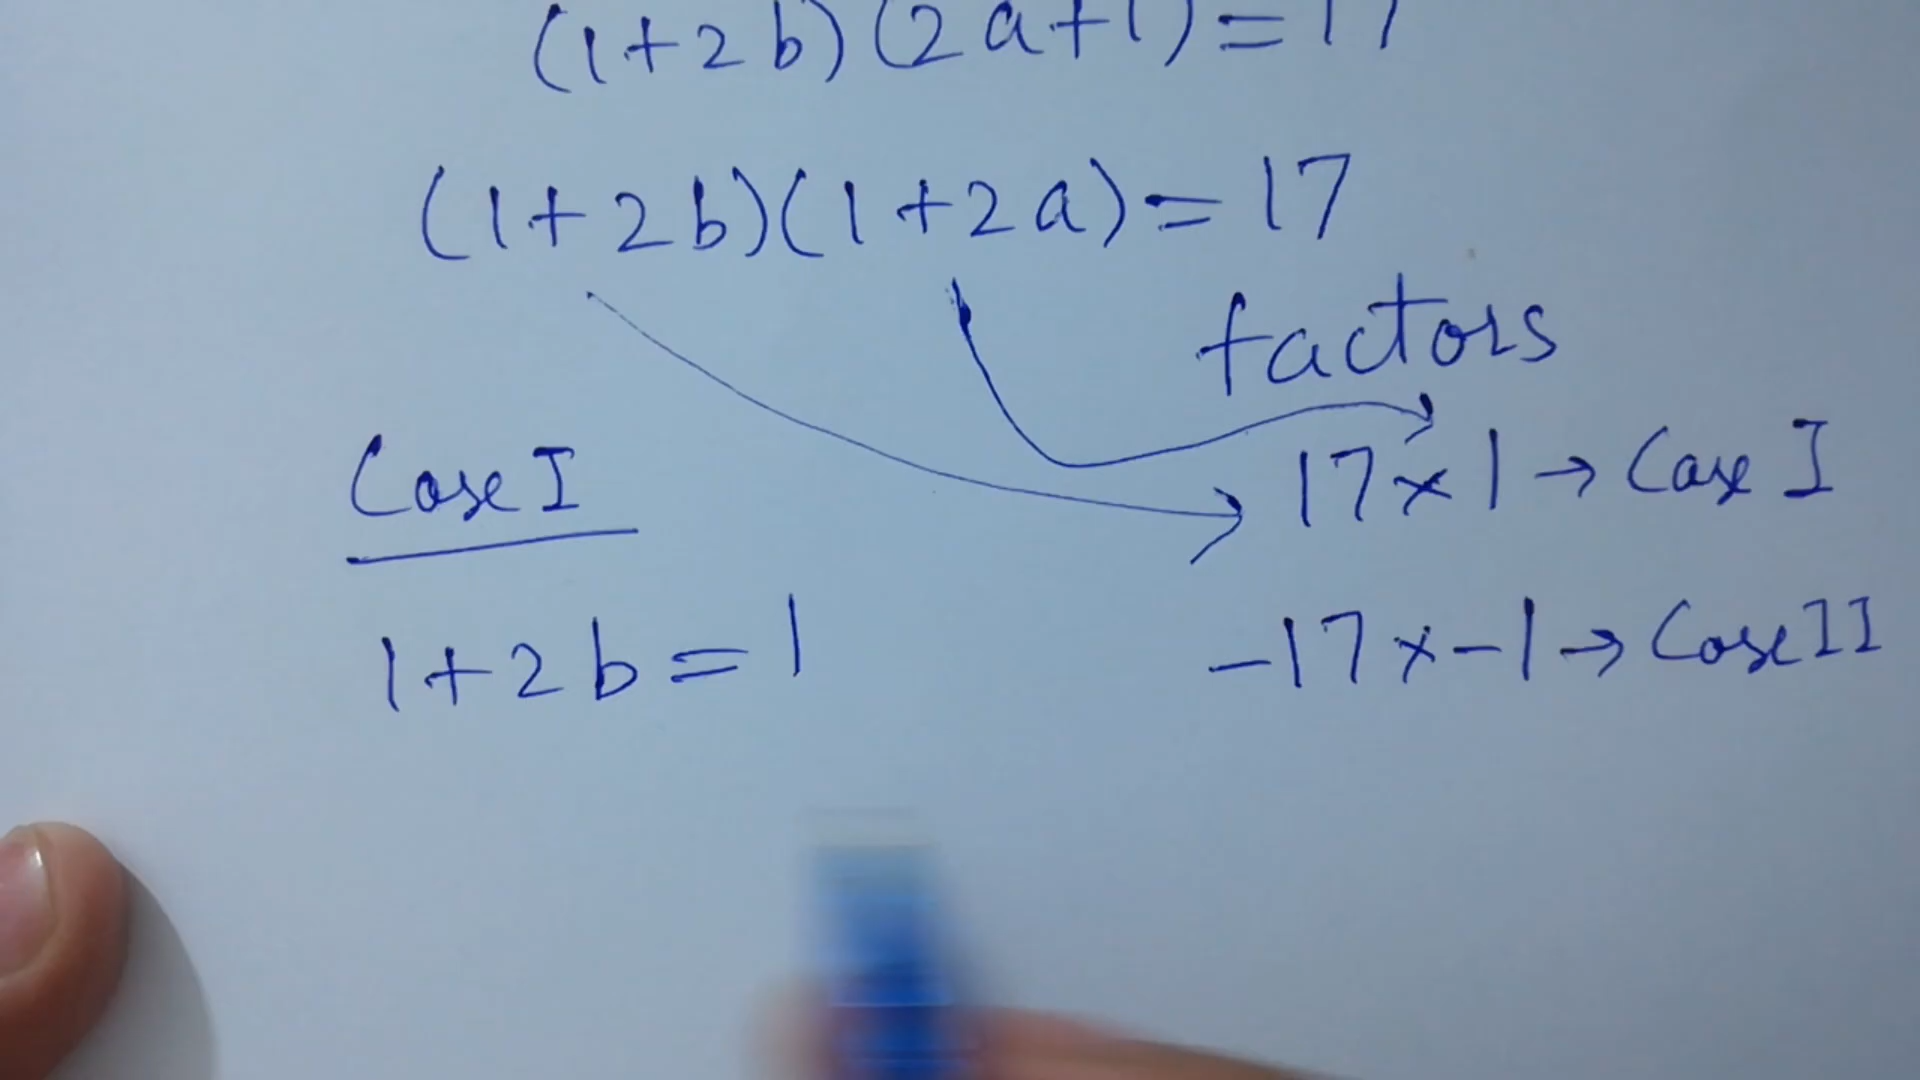 (1+2b)(2a+1)=17
(1+2b)(1+2a)=17
factors
Case I
17×1→Case I
1+2b=1
-17×-1→Case II